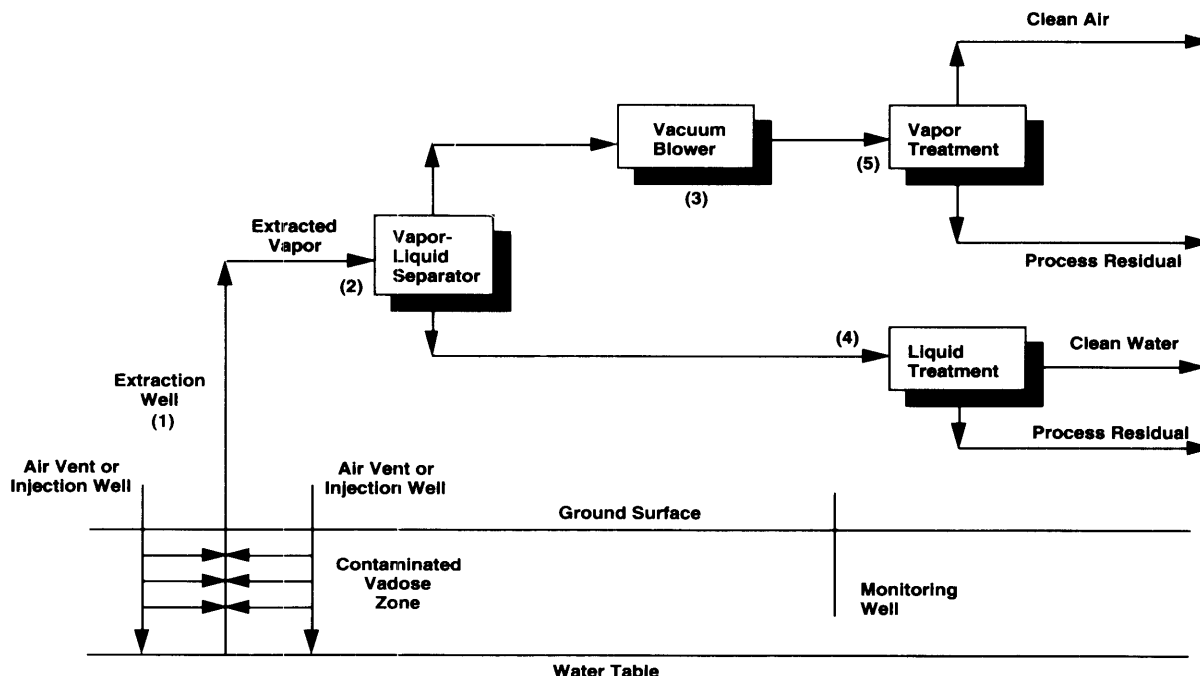 Clean Air
Vacuum
Blower
(3)
Vapor
Treatment
(5)
Process Residual
Extracted
Vapor
Vapor-
Liquid
Separator
(2)
(4)
Liquid
Treatment
Clean Water
Process Residual
Extraction
Well
(1)
Air Vent or
Injection Well
Air Vent or
Injection Well
Ground Surface
Contaminated
Vadose
Zone
Monitoring
Well
Water Table